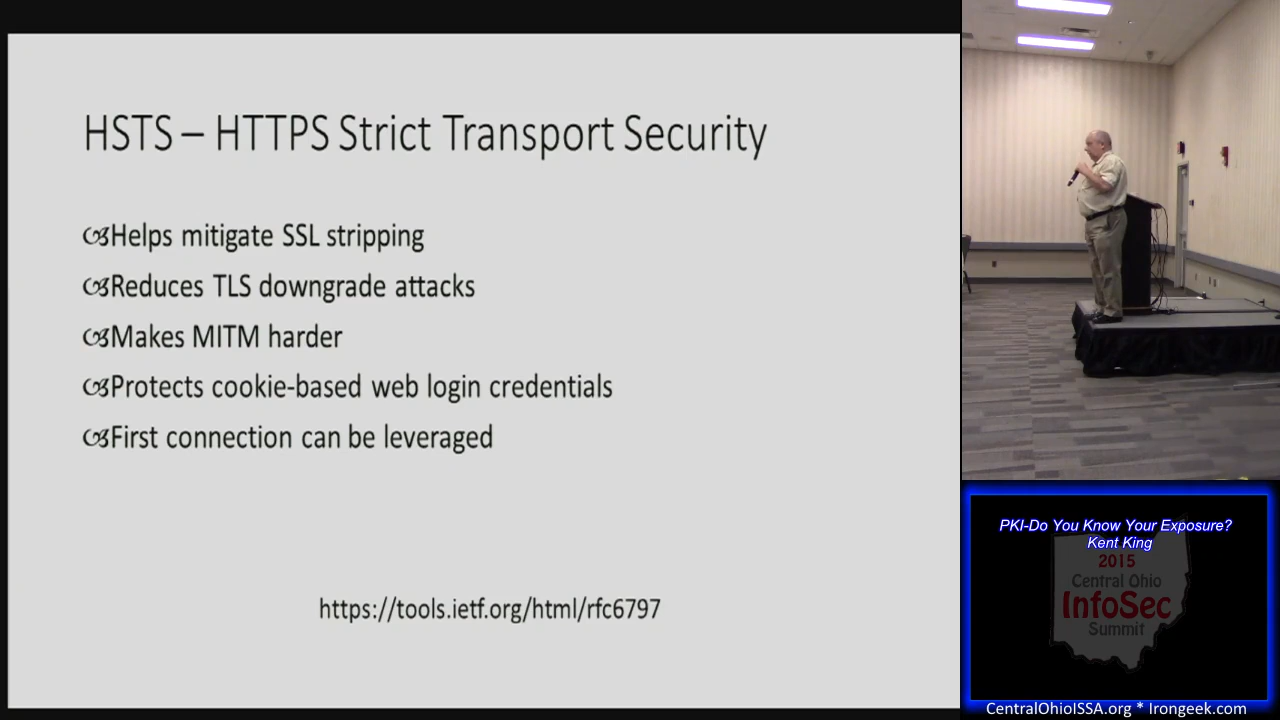 HSTS – HTTPS Strict Transport Security
Helps mitigate SSL stripping
Reduces TLS downgrade attacks
Makes MITM harder
Protects cookie-based web login credentials
First connection can be leveraged
https://tools.ietf.org/html/rfc6797
PKI-Do You Know Your Exposure?
Kent King
2015
Central Ohio
InfoSec
Summit
CentralOhioISSA.org * Irongeek.com